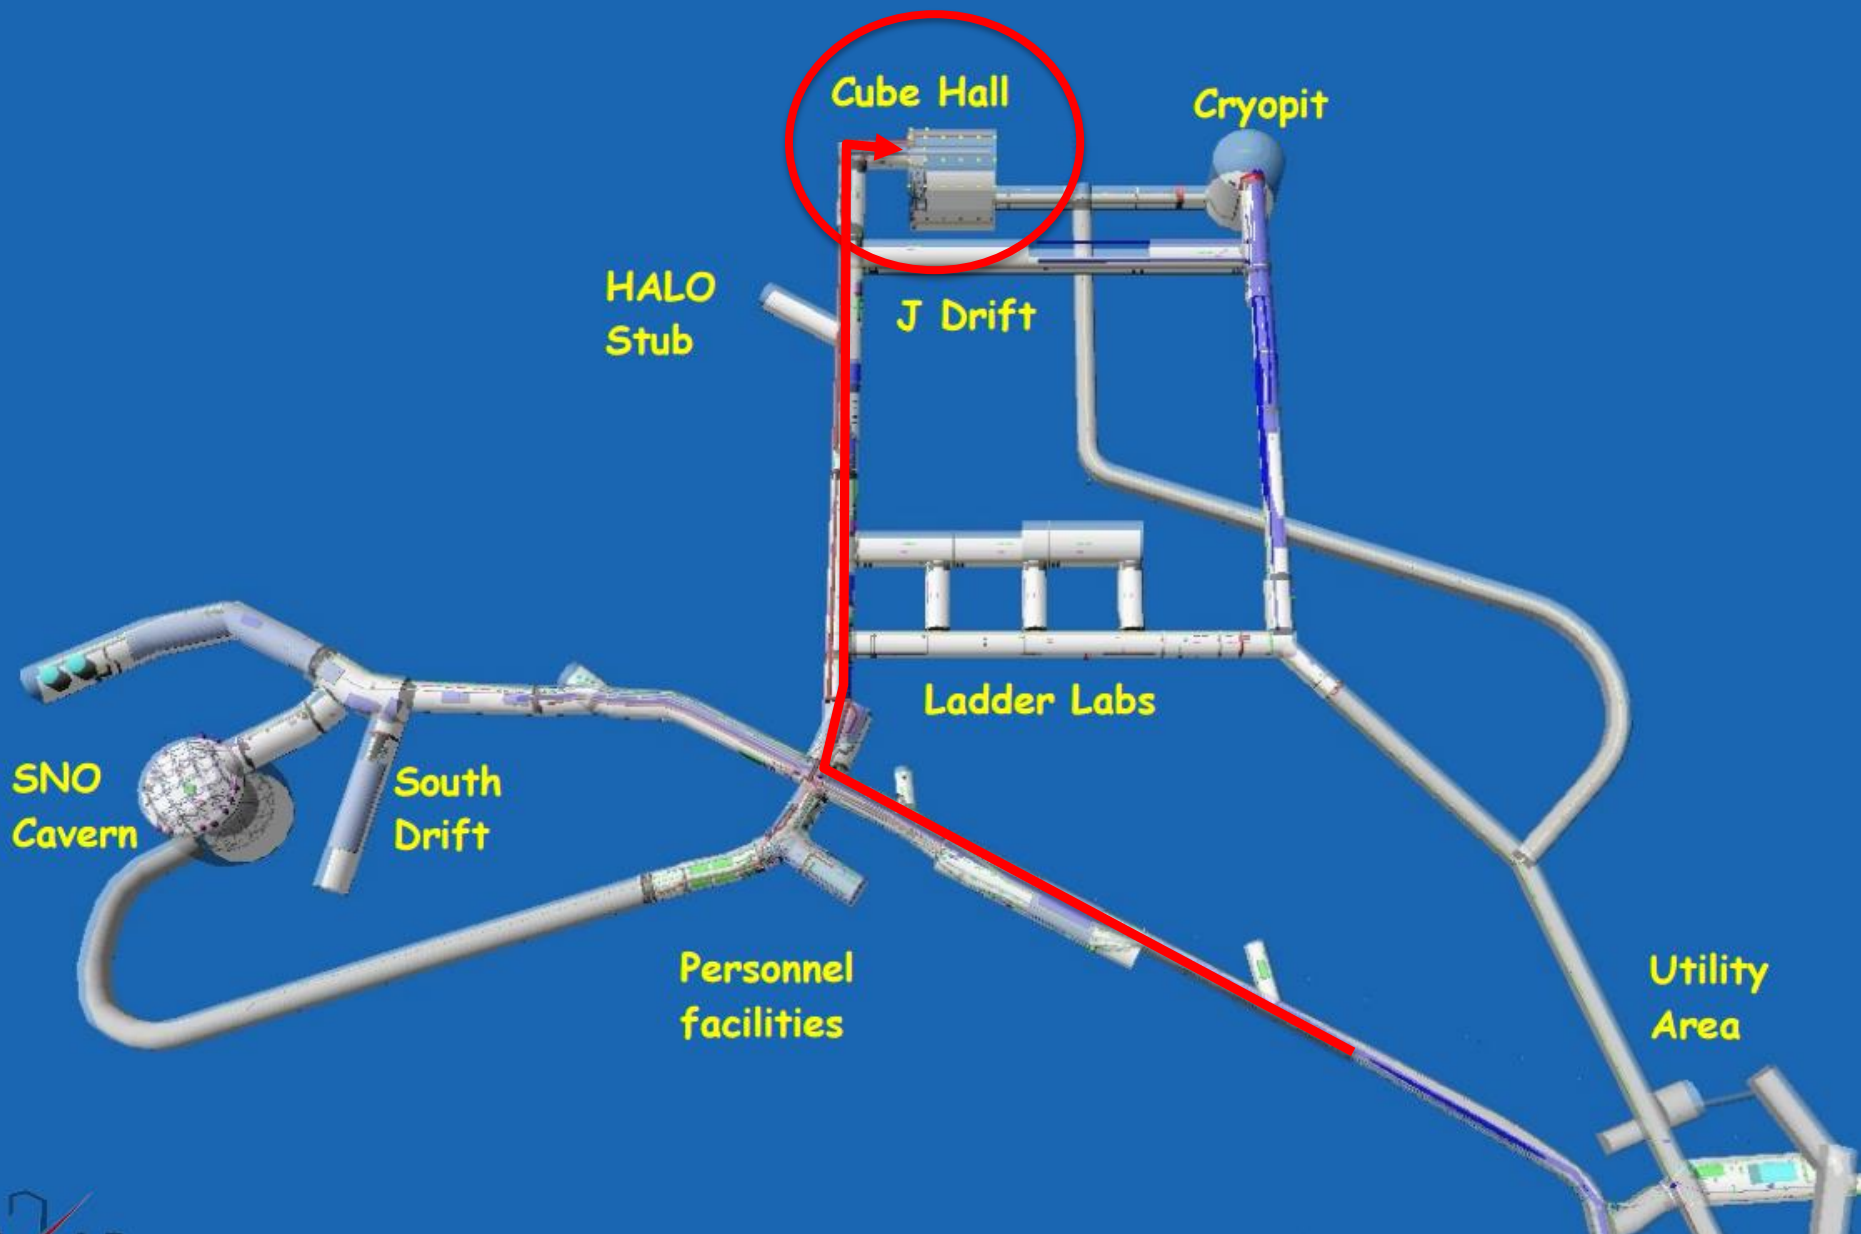 Cube Hall
Cryopit
HALO
Stub
J Drift
Ladder Labs
SNO
Cavern
South
Drift
Personnel
facilities
Utility
Area